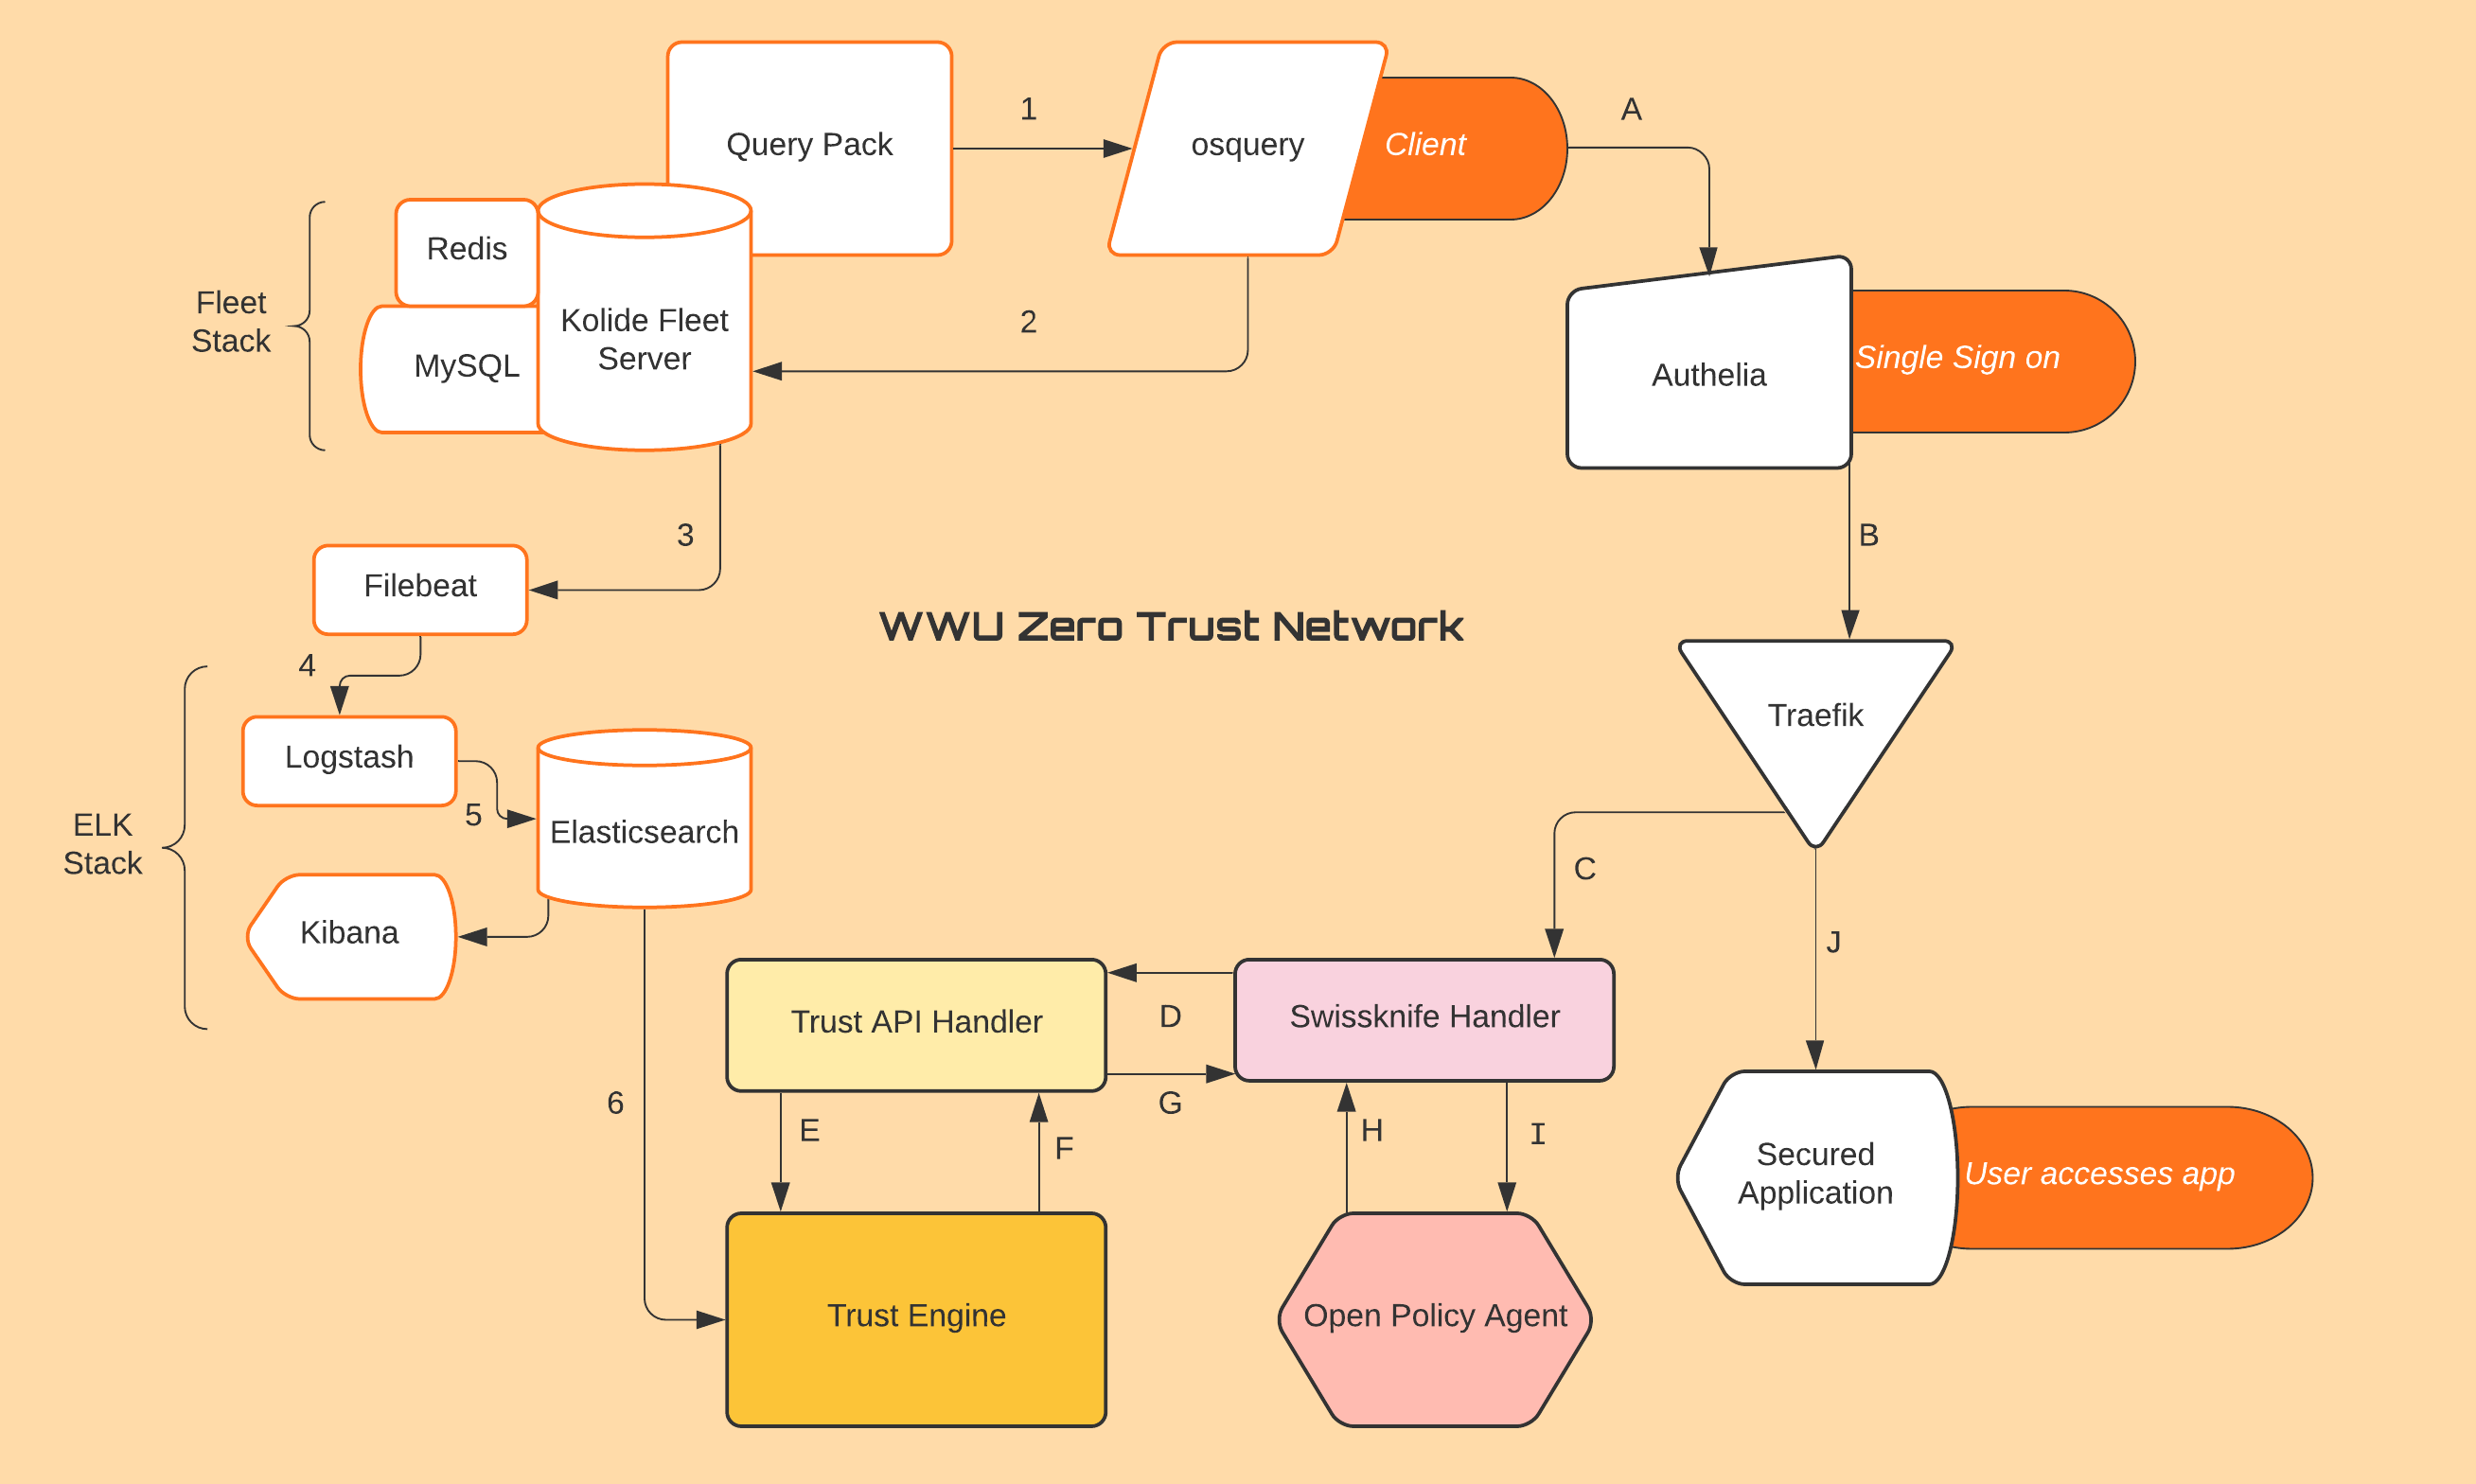 Query Pack
1
osquery
Client
A
Redis
Fleet
Stack
MySQL
Kolide Fleet
Server
2
Authelia
Single Sign on
3
B
Filebeat
WWU Zero Trust Network
4
Logstash
5
Elasticsearch
ELK
Stack
Kibana
Traefik
C
J
Trust API Handler
D
Swissknife Handler
6
E
F
G
H
I
Secured
Application
User accesses app
Trust Engine
Open Policy Agent